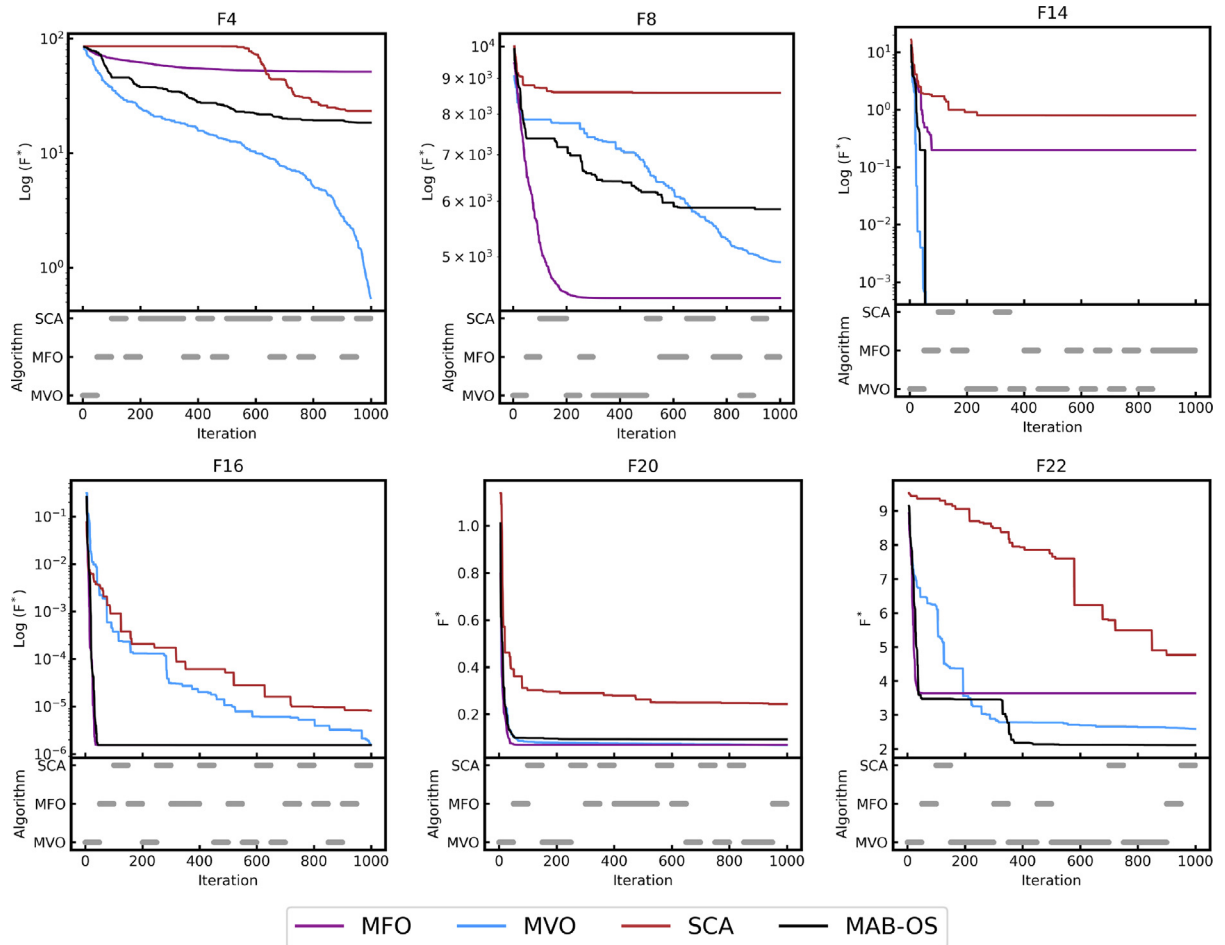 F4
F8
F14
10²
10¹
10⁰
Log (F*)
10⁴
9 × 10³
8 × 10³
7 × 10³
6 × 10³
5 × 10³
Log (F*)
10¹
10⁰
10⁻¹
10⁻²
10⁻³
Log (F*)
SCA
MFO
MVO
Algorithm
0 200 400 600 800 1000
Iteration
SCA
MFO
MVO
Algorithm
0 200 400 600 800 1000
Iteration
SCA
MFO
MVO
Algorithm
0 200 400 600 800 1000
Iteration
F16
F20
F22
10⁻¹
10⁻²
10⁻³
10⁻⁴
10⁻⁵
10⁻⁶
Log (F*)
1.0
0.8
0.6
0.4
0.2
F*
9
8
7
6
5
4
3
2
F*
SCA
MFO
MVO
Algorithm
0 200 400 600 800 1000
Iteration
SCA
MFO
MVO
Algorithm
0 200 400 600 800 1000
Iteration
SCA
MFO
MVO
Algorithm
0 200 400 600 800 1000
Iteration
MFO MVO SCA MAB-OS